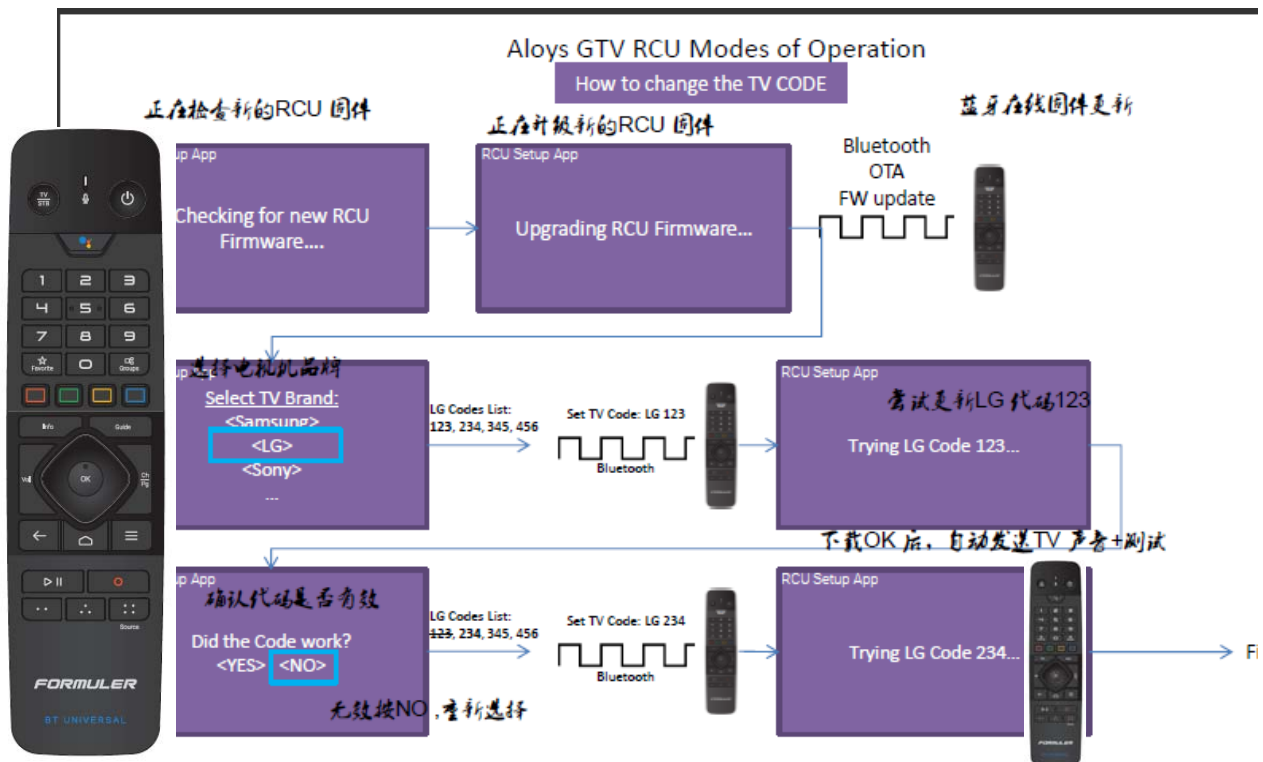 Aloys GTV RCU Modes of Operation
How to change the TV CODE
正在检查新的RCU 固件
正在升级新的RCU 固件
蓝牙在线固件更新
up App
Checking for new RCU
Firmware....
RCU Setup App
Upgrading RCU Firmware...
Bluetooth
OTA
FW update
选择电视机品牌
up App
Select TV Brand:
<Samsung>
<LG>
<Sony>
...
LG Codes List:
123, 234, 345, 456
Set TV Code: LG 123
Bluetooth
RCU Setup App
尝试更新LG 代码123
Trying LG Code 123...
下载OK 后，自动发送TV 声音+测试
up App
确认代码是否有效
Did the Code work?
<YES> <NO>
无效按NO ,重新选择
LG Codes List:
123, 234, 345, 456
Set TV Code: LG 234
Bluetooth
RCU Setup App
Trying LG Code 234...
Fi
TV
STB
1 2 3
4 5 6
7 8 9
Favorite 0 Groups
Info Guide
Vol OK Ch
Pg
Source
FORMULER
BT UNIVERSAL